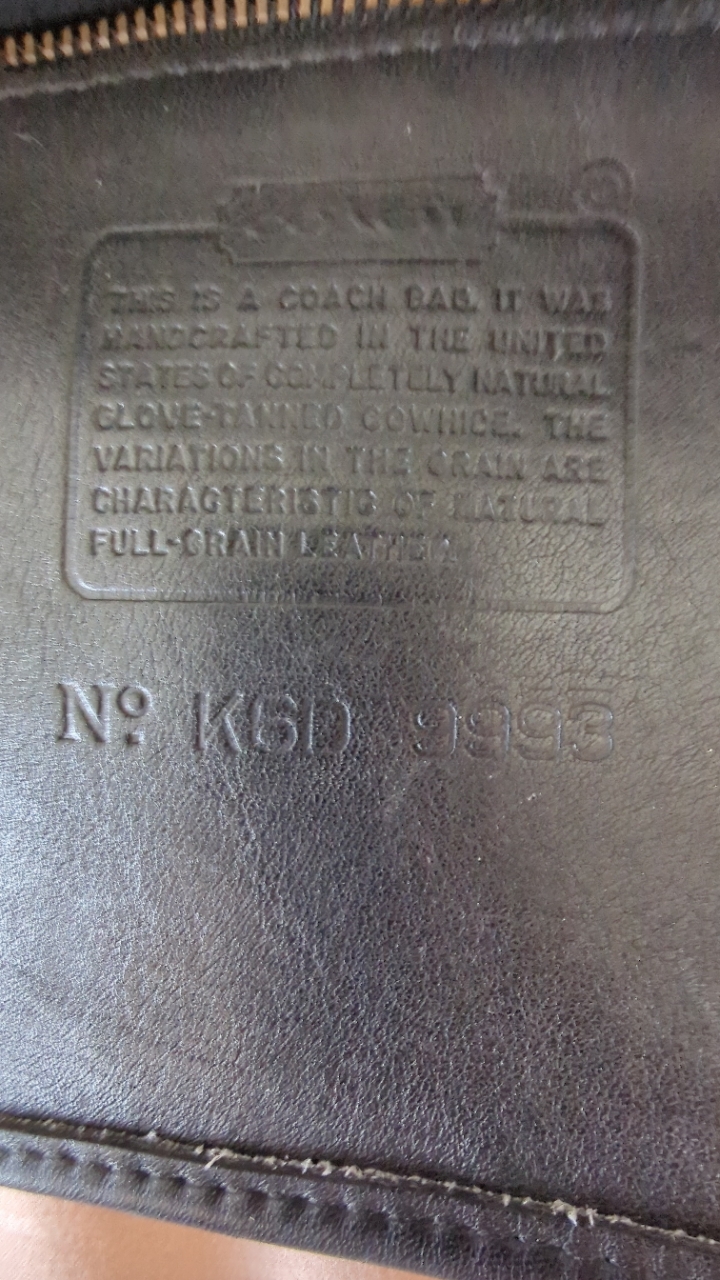 COACH
®
THIS IS A COACH BAG. IT WAS
HANDCRAFTED IN THE UNITED
STATES OF COMPLETELY NATURAL
GLOVE-TANNED COWHIDE. THE
VARIATIONS IN THE GRAIN ARE
CHARACTERISTIC OF NATURAL
FULL-GRAIN LEATHER.
Nº K6D 9993